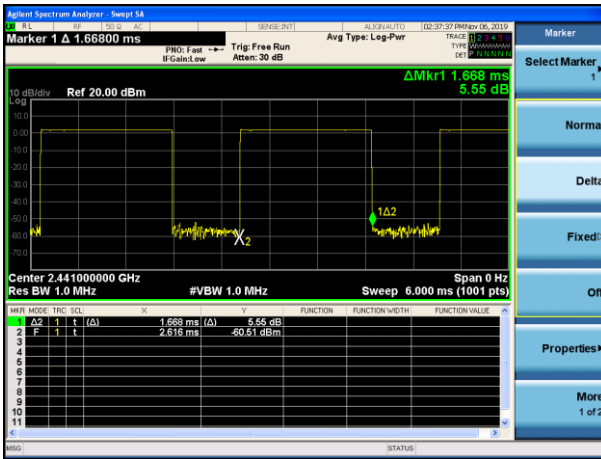 Agilent Spectrum Analyzer - Swept SA
RL RF 50 Ω AC SENSE:INT ALIGN AUTO 02:37:37 PM Nov 06, 2019
Marker 1 Δ 1.66800 ms
PNO: Fast
IFGain:Low
Trig: Free Run
Atten: 30 dB
Avg Type: Log-Pwr
TRACE 1 2 3 4 5 6
TYPE WWWWWW
DET P NNNNN
Marker
Select Marker
1
ΔMkr1 1.668 ms
5.55 dB
10 dB/div
Log
Ref 20.00 dBm
10.0
0.00
-10.0
-20.0
-30.0
-40.0
-50.0
-60.0
-70.0
1Δ2
X2
Norma
Delta
Fixed
Off
Properties
More
1 of 2
Center 2.441000000 GHz
Res BW 1.0 MHz
#VBW 1.0 MHz
Span 0 Hz
Sweep 6.000 ms (1001 pts)
MKR MODE TRC SCL X Y FUNCTION FUNCTION WIDTH FUNCTION VALUE
1 Δ2 1 t (Δ) 1.668 ms (Δ) 5.55 dB
2 F 1 t 2.616 ms -60.51 dBm
3
4
5
6
7
8
9
10
11
MSG STATUS